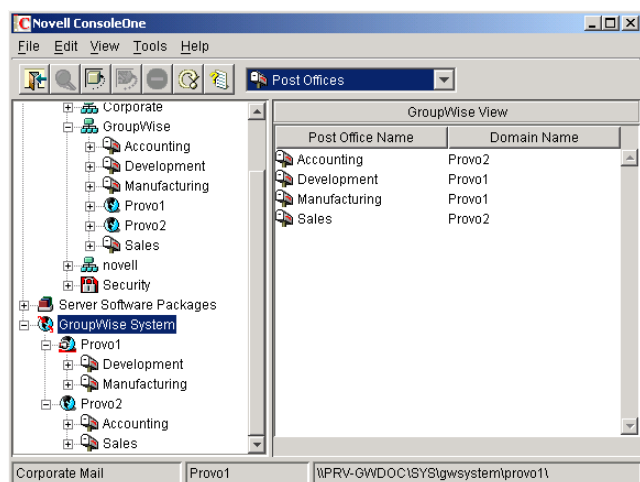 Novell ConsoleOne
File Edit View Tools Help
Post Offices
Corporate
GroupWise
Accounting
Development
Manufacturing
Provo1
Provo2
Sales
novell
Security
Server Software Packages
GroupWise System
Provo1
Development
Manufacturing
Provo2
Accounting
Sales
GroupWise View
Post Office Name Domain Name
Accounting Provo2
Development Provo1
Manufacturing Provo1
Sales Provo2
Corporate Mail Provo1 \\PRV-GWDOC\SYS\gwsystem\provo1\